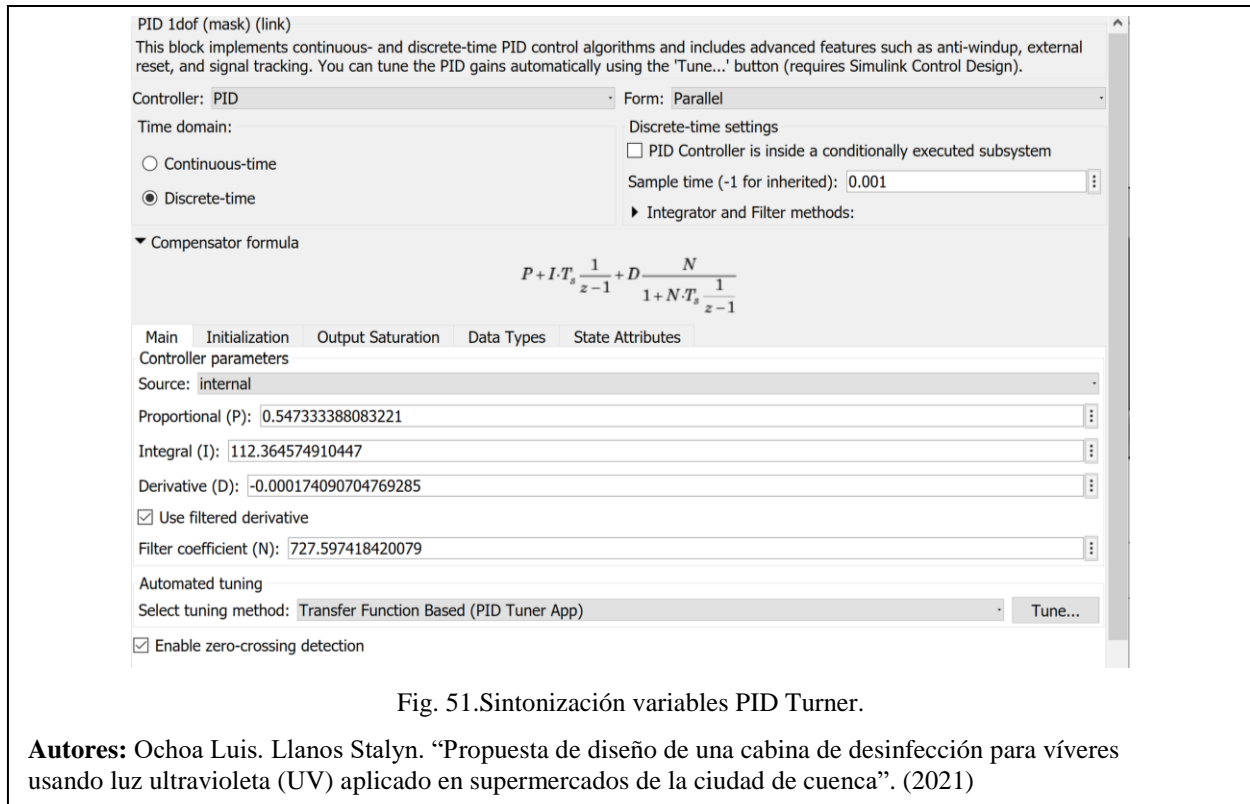 PID 1dof (mask) (link)
This block implements continuous- and discrete-time PID control algorithms and includes advanced features such as anti-windup, external
reset, and signal tracking. You can tune the PID gains automatically using the 'Tune...' button (requires Simulink Control Design).
Controller: PID Form: Parallel
Time domain: Discrete-time settings
Continuous-time
PID Controller is inside a conditionally executed subsystem
Discrete-time
Sample time (-1 for inherited): 0.001
Integrator and Filter methods:
Compensator formula
P + I·T_s 1/(z−1) + D N/(1 + N·T_s 1/(z−1))
Main Initialization Output Saturation Data Types State Attributes
Controller parameters
Source: internal
Proportional (P): 0.547333388083221
Integral (I): 112.364574910447
Derivative (D): -0.000174090704769285
Use filtered derivative
Filter coefficient (N): 727.597418420079
Automated tuning
Select tuning method: Transfer Function Based (PID Tuner App) Tune...
Enable zero-crossing detection
Fig. 51.Sintonización variables PID Turner.
Autores: Ochoa Luis. Llanos Stalyn. “Propuesta de diseño de una cabina de desinfección para víveres
usando luz ultravioleta (UV) aplicado en supermercados de la ciudad de cuenca”. (2021)